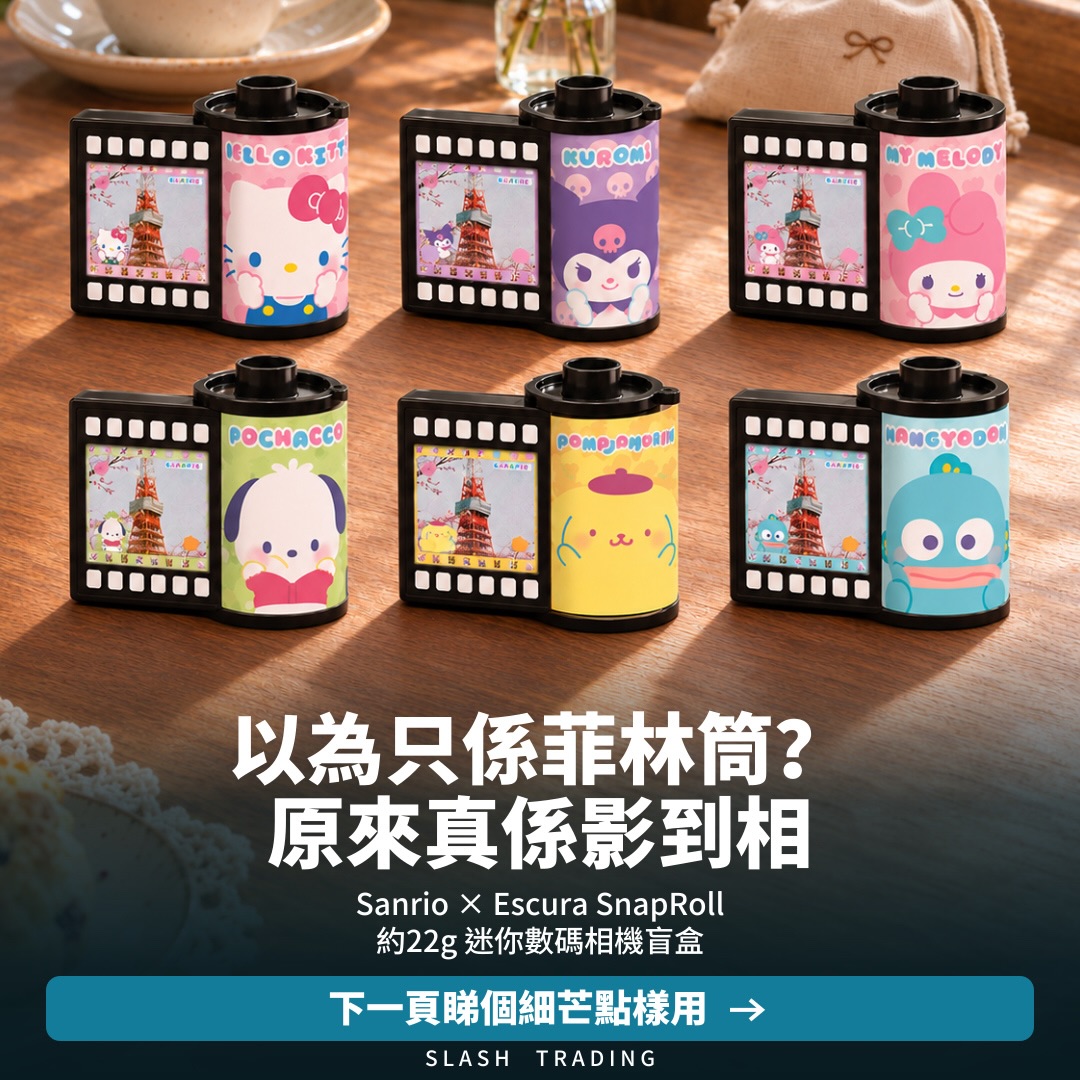 HELLO KITTY
KUROMI
MY MELODY
POCHACCO
POMPOMPURIN
HANGYODON
以為只係菲林筒?
原來真係影到相
Sanrio × Escura SnapRoll
約22g 迷你數碼相機盲盒
下一頁睇個細芒點樣用 →
SLASH TRADING